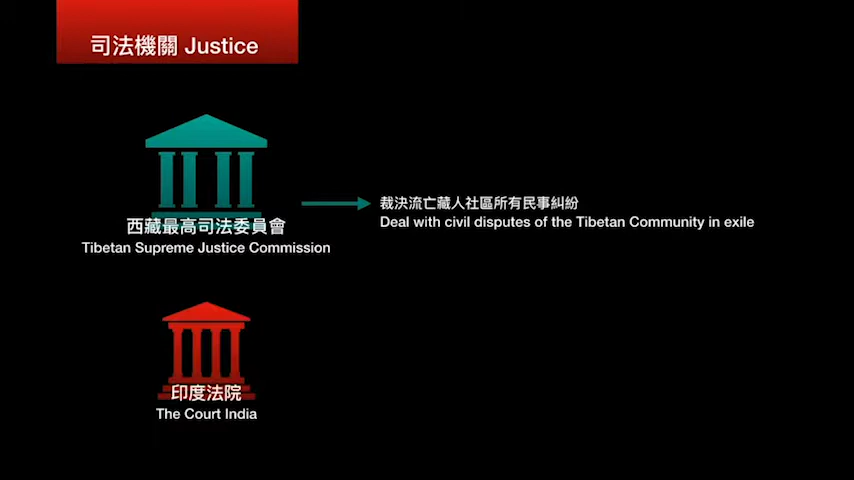 司法機關 Justice
西藏最高司法委員會
Tibetan Supreme Justice Commission
裁決流亡藏人社區所有民事糾紛
Deal with civil disputes of the Tibetan Community in exile
印度法院
The Court India